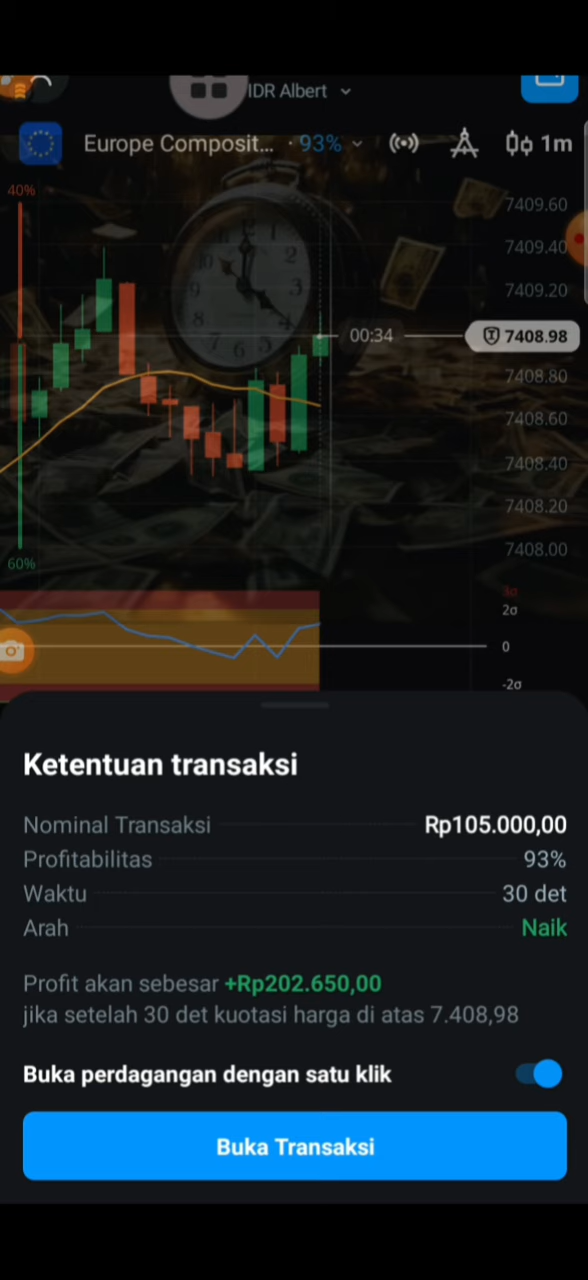 IDR Albert
Europe Composit... · 93%
1m
40%
7409.60
7409.40
7409.20
00:34
7408.98
7408.80
7408.60
7408.40
7408.20
7408.00
60%
3σ
2σ
0
-2σ
Ketentuan transaksi
Nominal Transaksi Rp105.000,00
Profitabilitas 93%
Waktu 30 det
Arah Naik
Profit akan sebesar +Rp202.650,00
jika setelah 30 det kuotasi harga di atas 7.408,98
Buka perdagangan dengan satu klik
Buka Transaksi